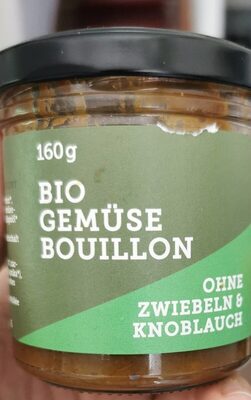 160g
BIO
GEMÜSE
BOUILLON
OHNE
ZWIEBELN &
KNOBLAUCH